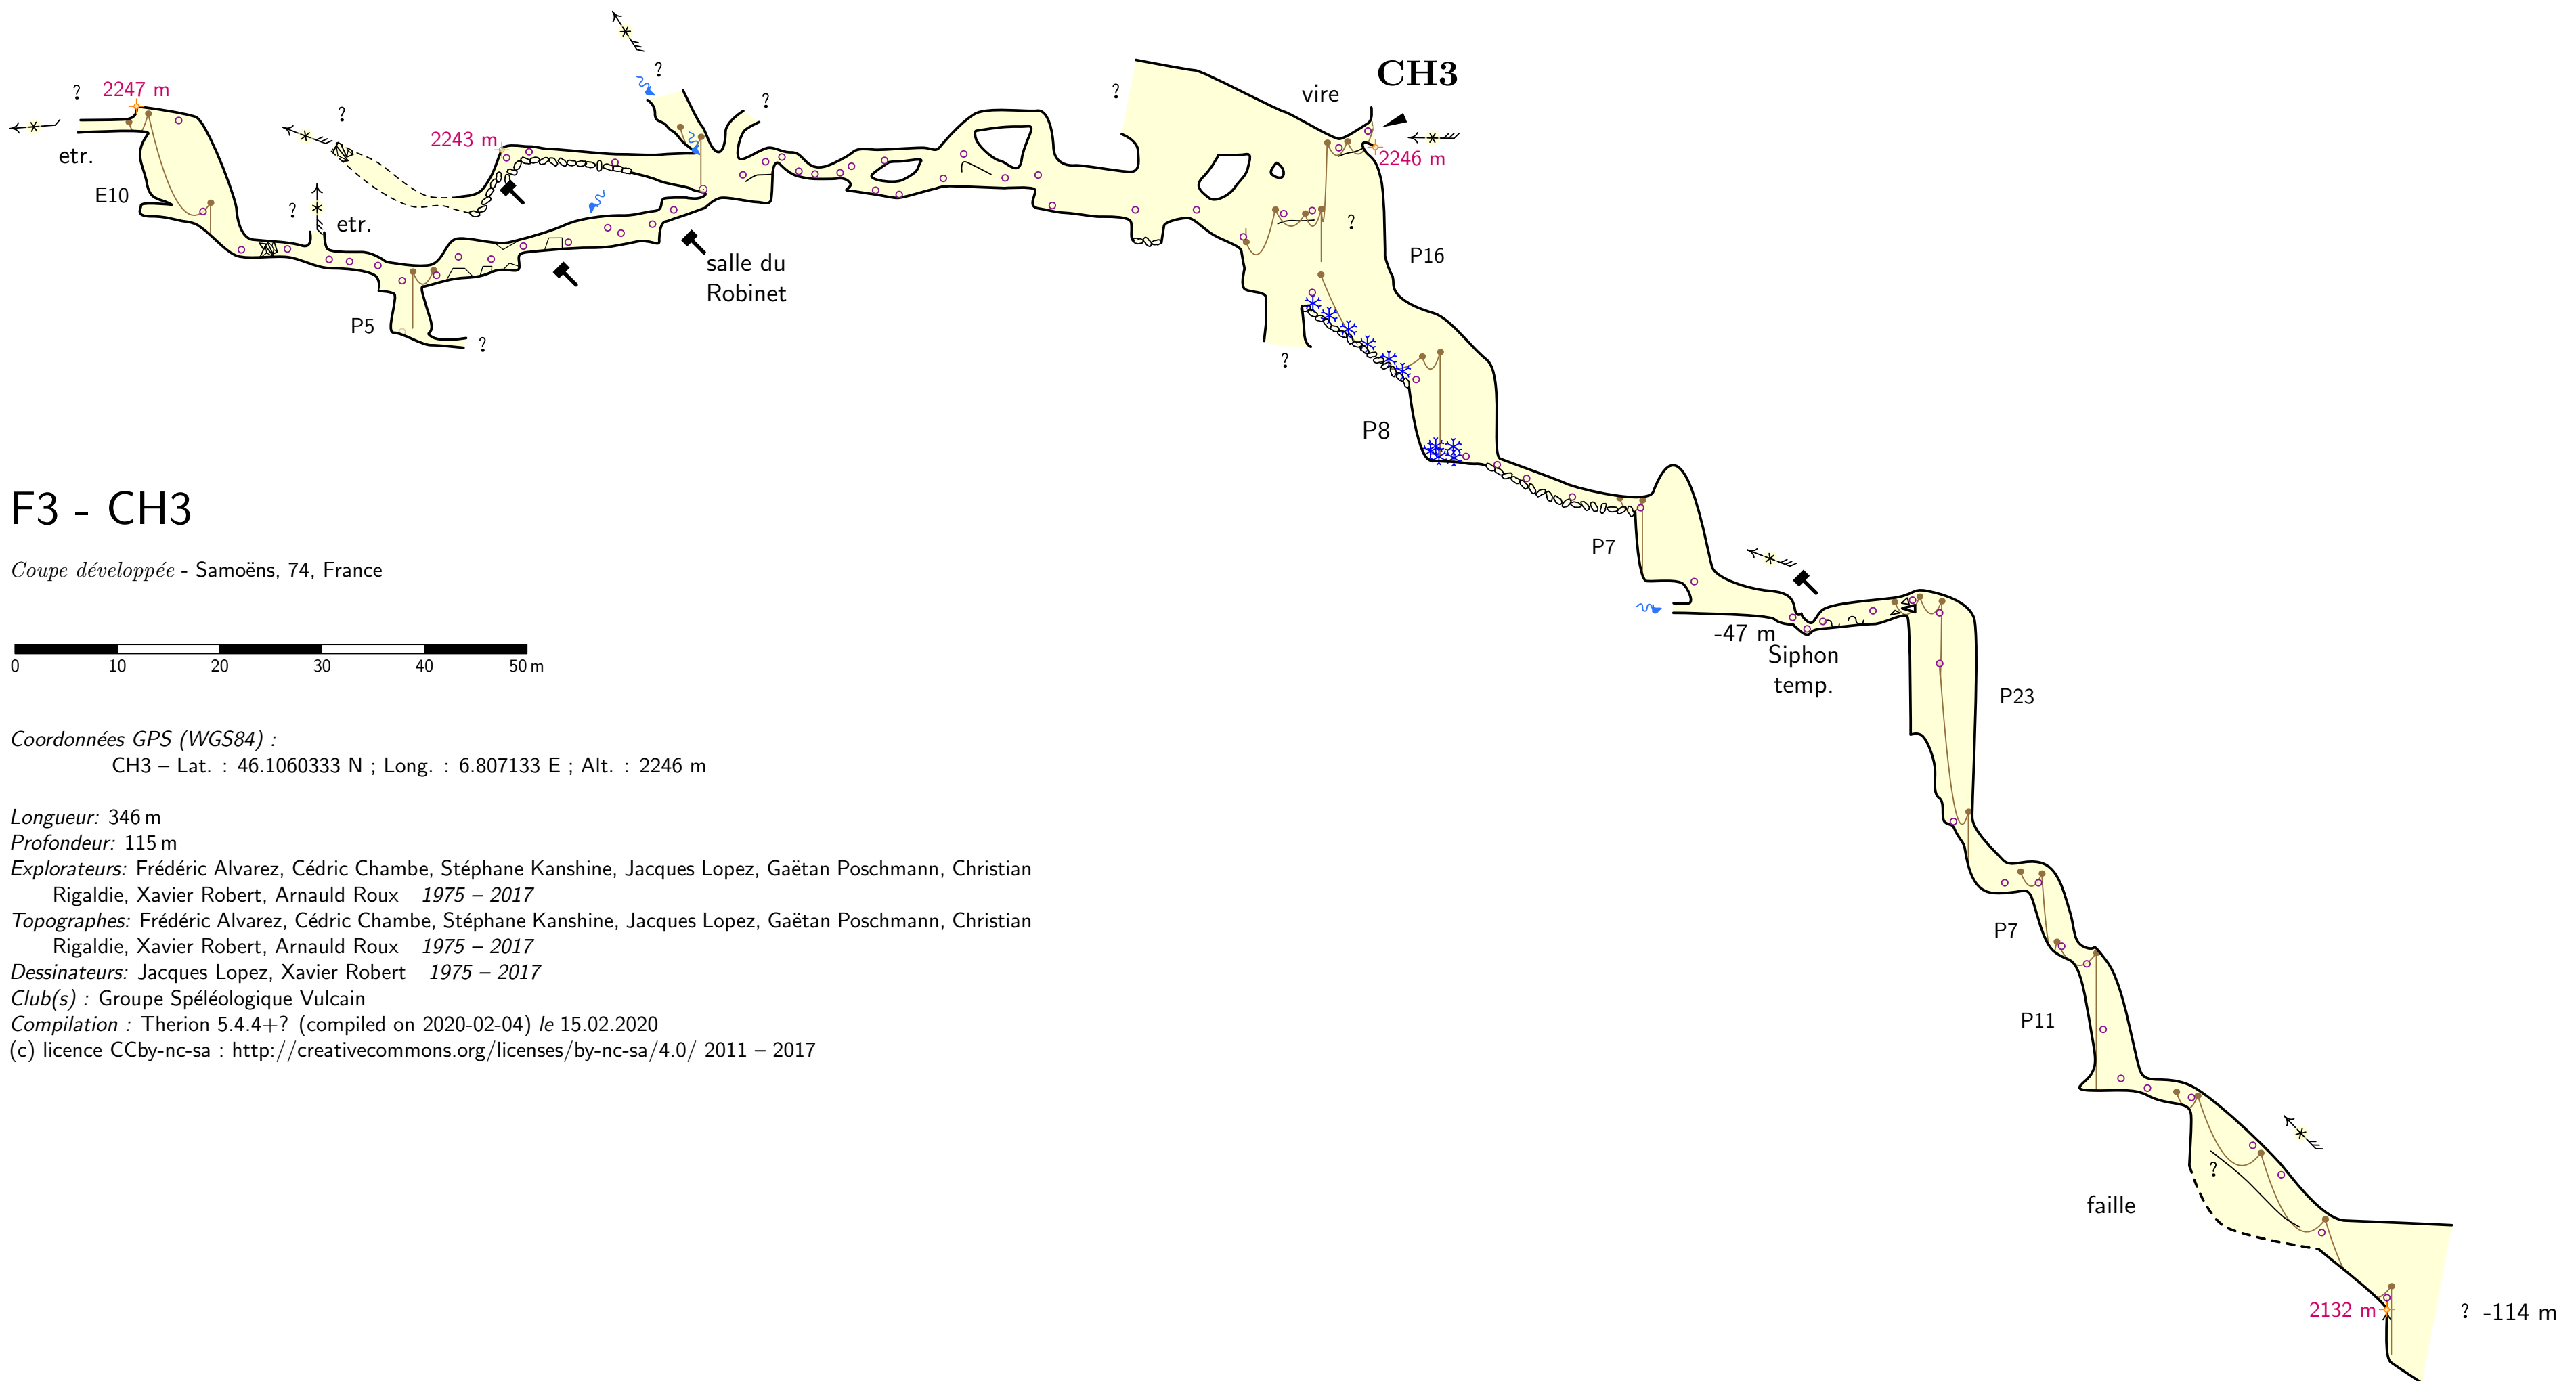 CH3
vire
?
?
2247 m
?
?
?
2243 m
2246 m
etr.
E10
?
etr.
?
P16
salle du
Robinet
P5
?
?
P8
F3 - CH3
P7
Coupe développée - Samoëns, 74, France
-47 m
Siphon
temp.
0 10 20 30 40 50 m
P23
Coordonnées GPS (WGS84) :
CH3 – Lat. : 46.1060333 N ; Long. : 6.807133 E ; Alt. : 2246 m
Longueur: 346 m
Profondeur: 115 m
Explorateurs: Frédéric Alvarez, Cédric Chambe, Stéphane Kanshine, Jacques Lopez, Gaëtan Poschmann, Christian
Rigaldie, Xavier Robert, Arnauld Roux 1975 – 2017
Topographes: Frédéric Alvarez, Cédric Chambe, Stéphane Kanshine, Jacques Lopez, Gaëtan Poschmann, Christian
Rigaldie, Xavier Robert, Arnauld Roux 1975 – 2017
Dessinateurs: Jacques Lopez, Xavier Robert 1975 – 2017
Club(s) : Groupe Spéléologique Vulcain
Compilation : Therion 5.4.4+? (compiled on 2020-02-04) le 15.02.2020
(c) licence CCby-nc-sa : http://creativecommons.org/licenses/by-nc-sa/4.0/ 2011 – 2017
P7
P11
?
faille
2132 m
? -114 m